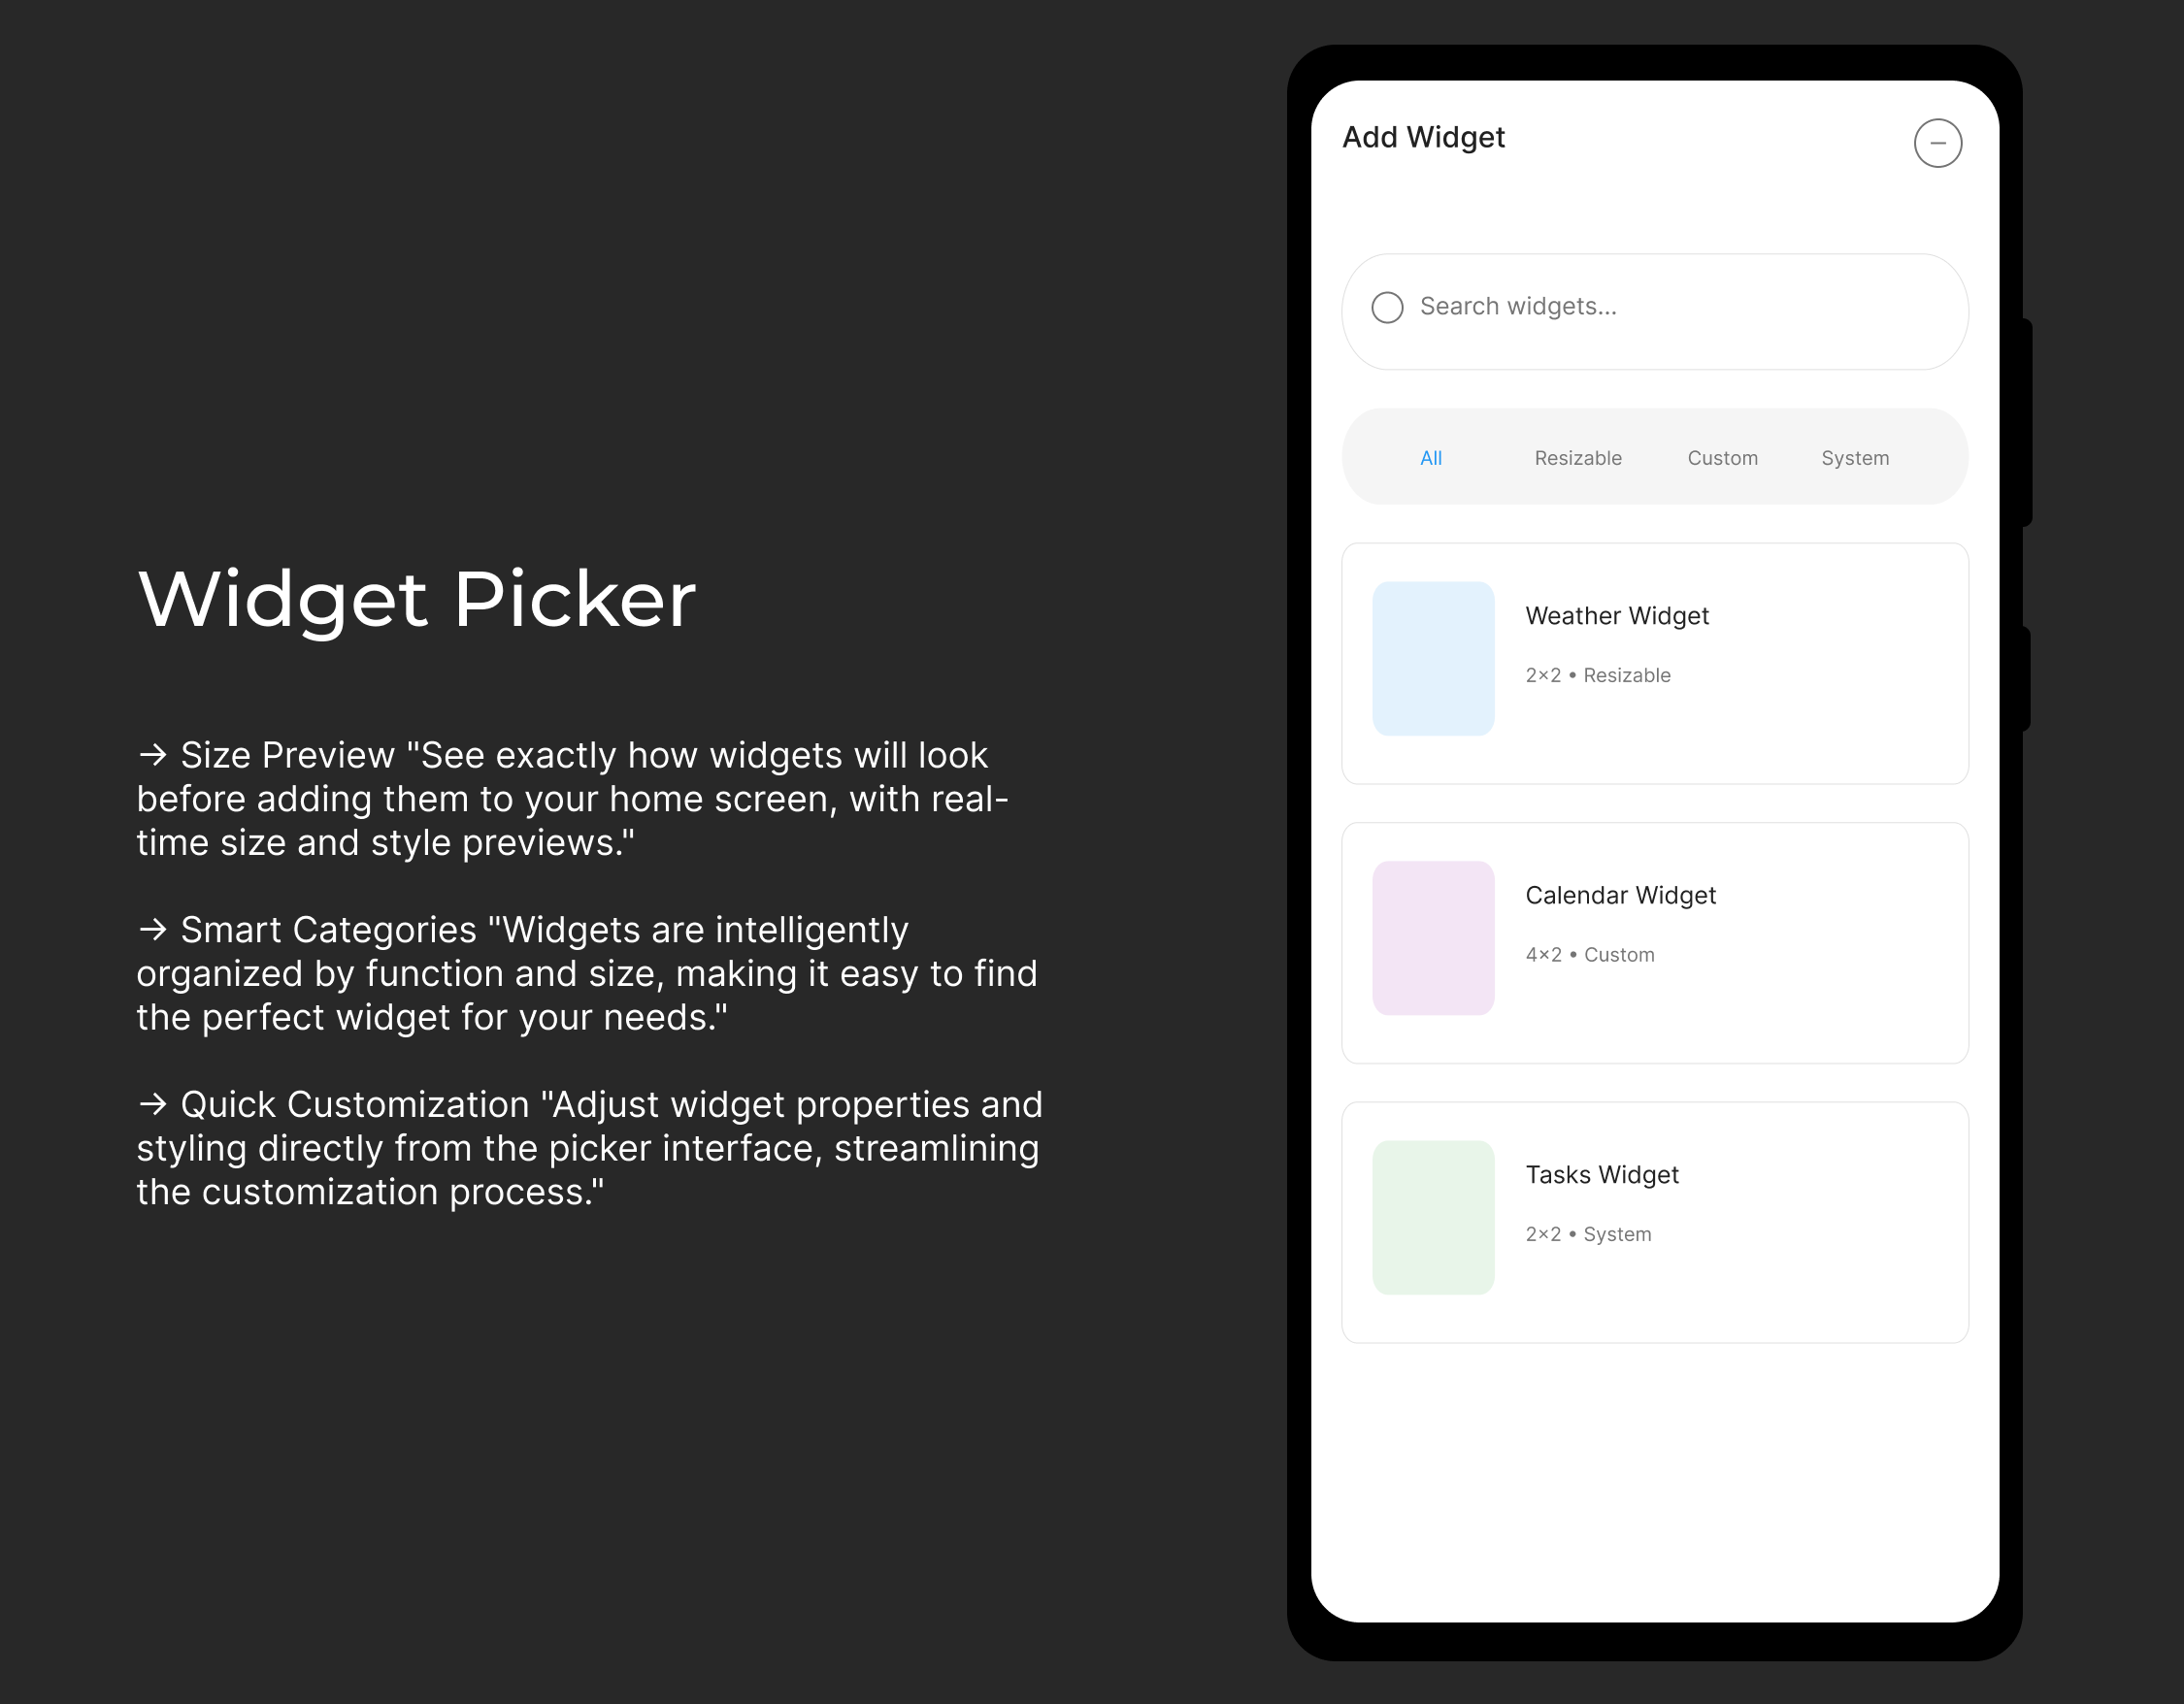 Widget Picker
→ Size Preview "See exactly how widgets will look
before adding them to your home screen, with real-
time size and style previews."
→ Smart Categories "Widgets are intelligently
organized by function and size, making it easy to find
the perfect widget for your needs."
→ Quick Customization "Adjust widget properties and
styling directly from the picker interface, streamlining
the customization process."
Add Widget
Search widgets...
All Resizable Custom System
Weather Widget
2×2 • Resizable
Calendar Widget
4×2 • Custom
Tasks Widget
2×2 • System